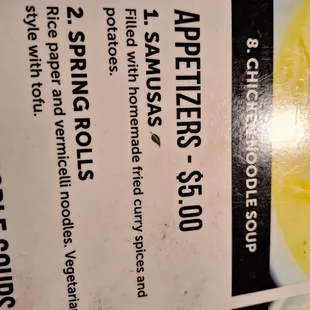 8. CHICKEN NOODLE SOUP
APPETIZERS - $5.00
1. SAMUSAS
Filled with homemade fried curry spices and
potatoes.
2. SPRING ROLLS
Rice paper and vermicelli noodles. Vegetaria
style with tofu.